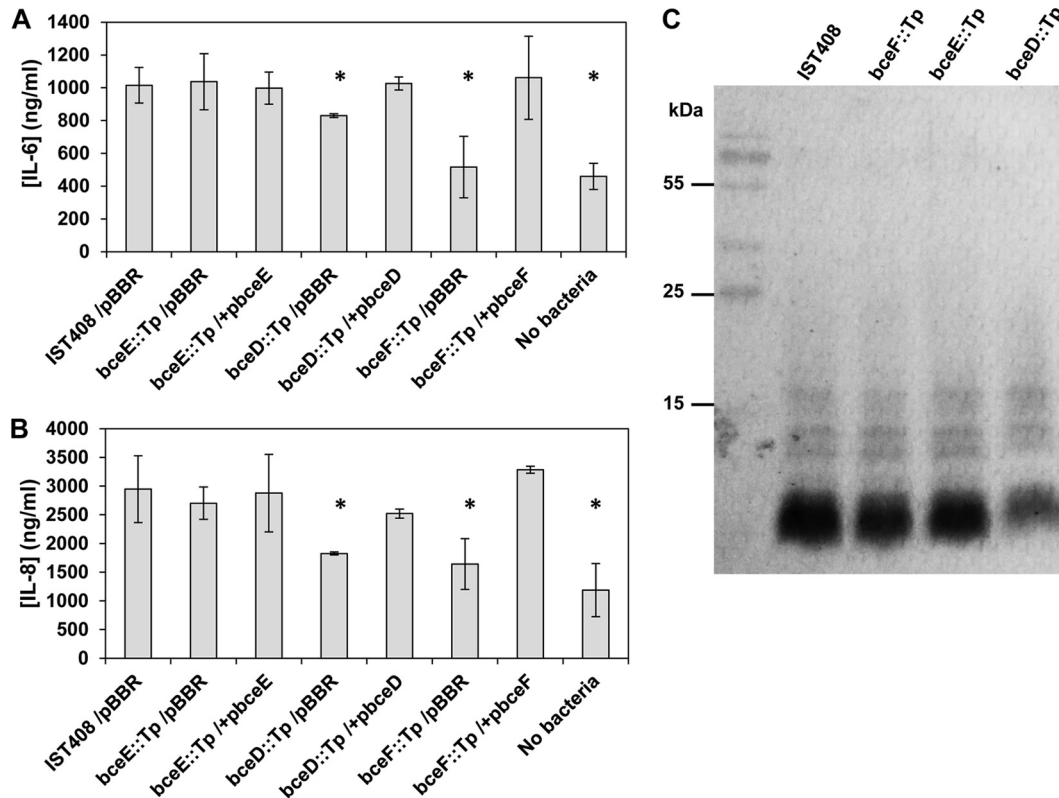 A
1400
1200
1000
800
600
400
200
0
[IL-6] (ng/ml)
*
*
*
IST408 /pBBR
bceE::Tp /pBBR
bceE::Tp /+pbceE
bceD::Tp /pBBR
bceD::Tp /+pbceD
bceF::Tp /pBBR
bceF::Tp /+pbceF
No bacteria
B
4000
3500
3000
2500
2000
1500
1000
500
0
[IL-8] (ng/ml)
*
*
*
IST408 /pBBR
bceE::Tp /pBBR
bceE::Tp /+pbceE
bceD::Tp /pBBR
bceD::Tp /+pbceD
bceF::Tp /pBBR
bceF::Tp /+pbceF
No bacteria
C
IST408
bceF::Tp
bceE::Tp
bceD::Tp
kDa
55
25
15